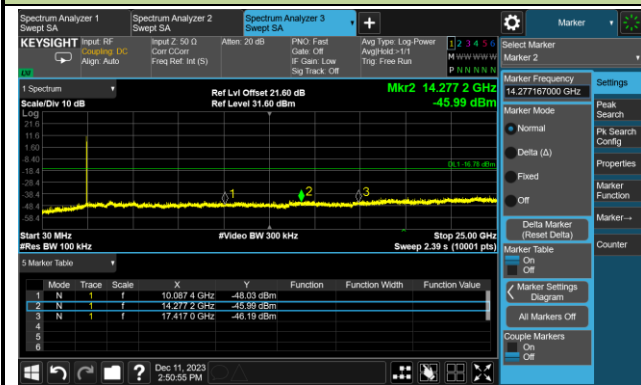 Spectrum Analyzer 1
Swept SA
Spectrum Analyzer 2
Swept SA
Spectrum Analyzer 3
Swept SA
Marker
KEYSIGHT
Input: RF
Coupling: DC
Align: Auto
Input Z: 50 Ω
Corr CCorr
Freq Ref: Int (S)
Atten: 20 dB
PNO: Fast
Gate: Off
IF Gain: Low
Sig Track: Off
Avg Type: Log-Power
Avg|Hold:>1/1
Trig: Free Run
1 2 3 4 5 6
M W W W W W
P N N N N N
Select Marker
Marker 2
1 Spectrum
Scale/Div 10 dB
Ref Lvl Offset 21.60 dB
Ref Level 31.60 dBm
Mkr2 14.277 2 GHz
-45.99 dBm
Log
21.6
11.6
1.60
-8.40
-18.4
-28.4
-38.4
-48.4
-58.4
DL1 -16.78 dBm
1
2
3
Start 30 MHz
#Res BW 100 kHz
#Video BW 300 kHz
Stop 25.00 GHz
Sweep 2.39 s (10001 pts)
5 Marker Table
Mode Trace Scale X Y Function Function Width Function Value
1 N 1 f 10.087 4 GHz -48.03 dBm
2 N 1 f 14.277 2 GHz -45.99 dBm
3 N 1 f 17.417 0 GHz -46.19 dBm
4
5
6
Marker Frequency
14.277167000 GHz
Marker Mode
Normal
Delta (Δ)
Fixed
Off
Delta Marker
(Reset Delta)
Marker Table
On
Off
Marker Settings
Diagram
All Markers Off
Couple Markers
On
Off
Settings
Peak
Search
Pk Search
Config
Properties
Marker
Function
Marker→
Counter
?
Dec 11, 2023
2:50:55 PM